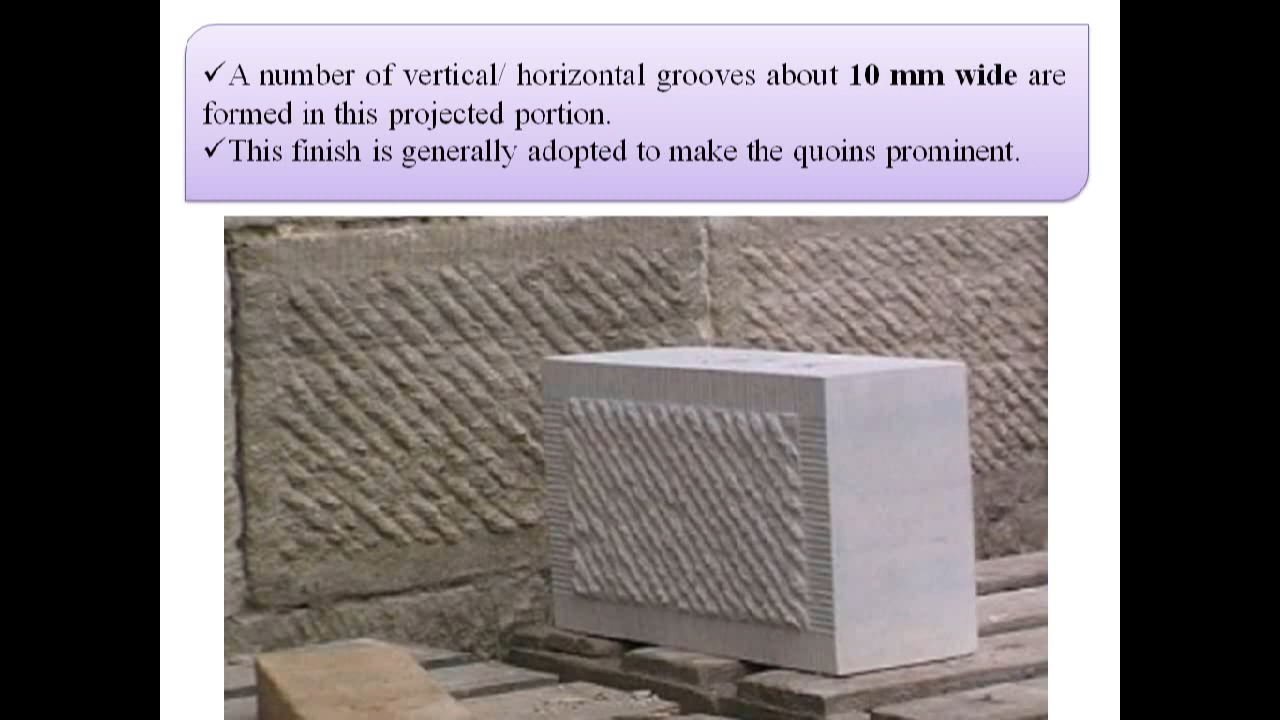 ✓A number of vertical/ horizontal grooves about 10 mm wide are
formed in this projected portion.
✓This finish is generally adopted to make the quoins prominent.